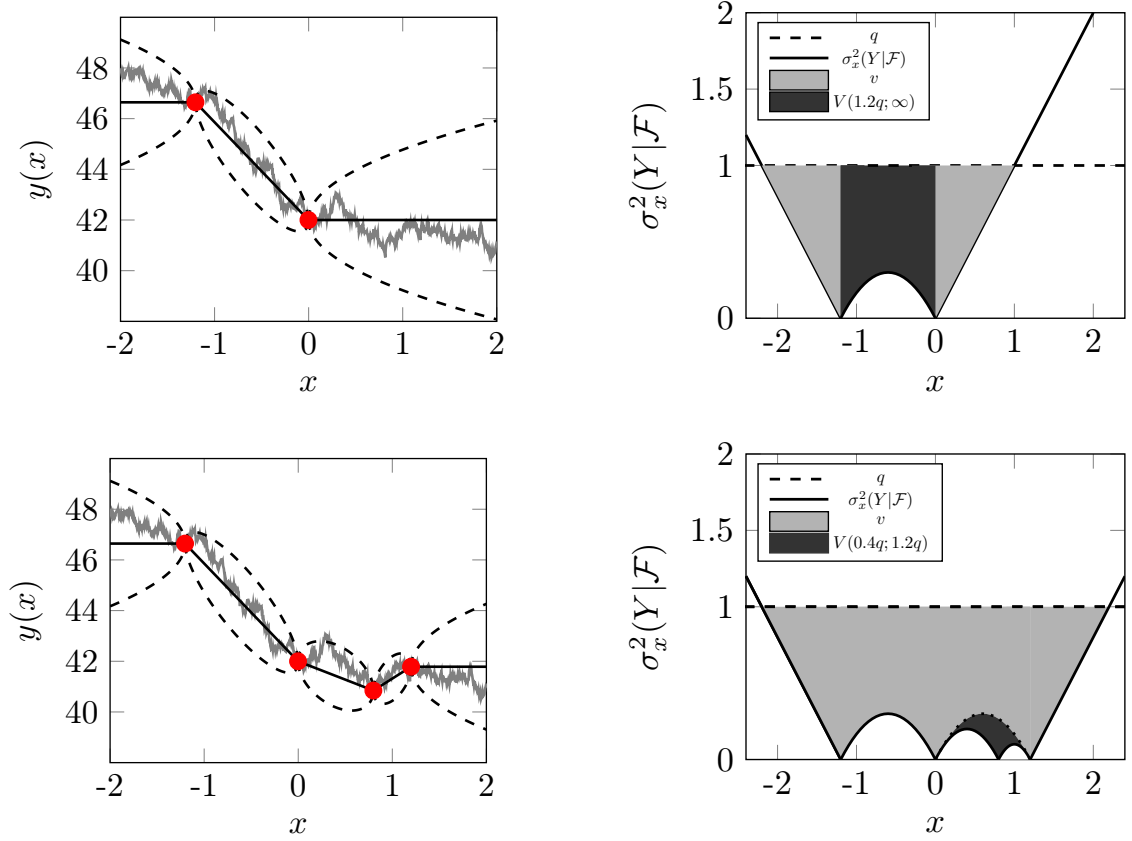 48
46
44
42
40
y(x)
-2 -1 0 1 2
x
2
1.5
1
0
σ²ₓ(Y|ℱ)
q
σ²ₓ(Y|ℱ)
v
V(1.2q; ∞)
-2 -1 0 1 2
x
48
46
44
42
40
y(x)
-2 -1 0 1 2
x
2
1.5
1
0
σ²ₓ(Y|ℱ)
q
σ²ₓ(Y|ℱ)
v
V(0.4q; 1.2q)
-2 -1 0 1 2
x